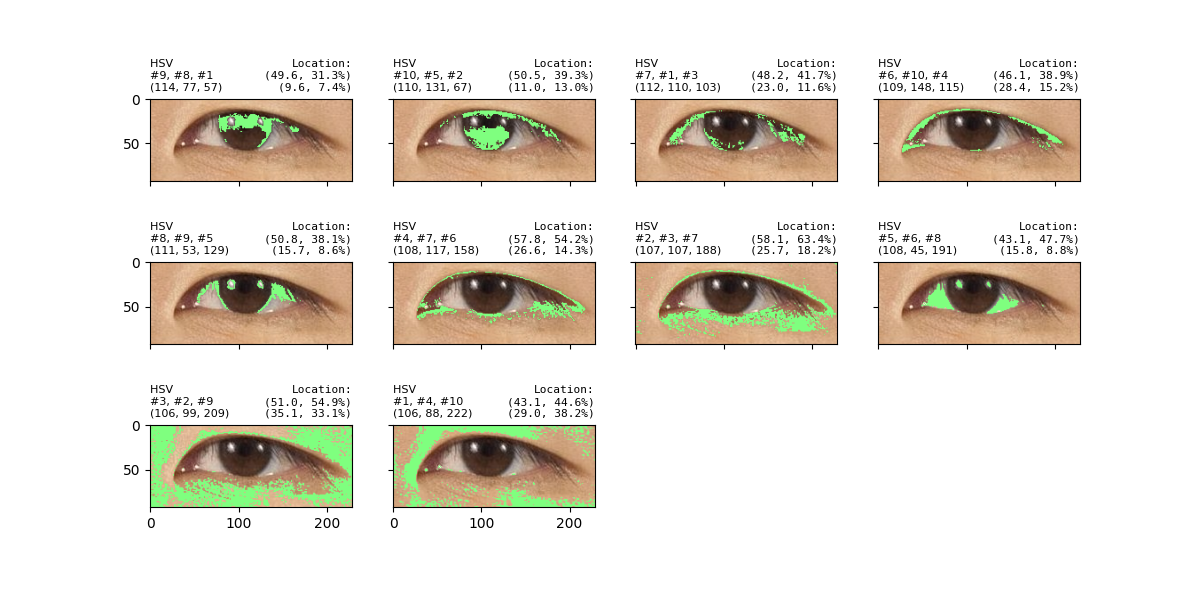 HSV Location:
#9, #8, #1 (49.6, 31.3%)
(114, 77, 57) (9.6, 7.4%)
HSV Location:
#10, #5, #2 (50.5, 39.3%)
(110, 131, 67) (11.0, 13.0%)
HSV Location:
#7, #1, #3 (48.2, 41.7%)
(112, 110, 103) (23.0, 11.6%)
HSV Location:
#6, #10, #4 (46.1, 38.9%)
(109, 148, 115) (28.4, 15.2%)
0
50
HSV Location:
#8, #9, #5 (50.8, 38.1%)
(111, 53, 129) (15.7, 8.6%)
HSV Location:
#4, #7, #6 (57.8, 54.2%)
(108, 117, 158) (26.6, 14.3%)
HSV Location:
#2, #3, #7 (58.1, 63.4%)
(107, 107, 188) (25.7, 18.2%)
HSV Location:
#5, #6, #8 (43.1, 47.7%)
(108, 45, 191) (15.8, 8.8%)
0
50
HSV Location:
#3, #2, #9 (51.0, 54.9%)
(106, 99, 209) (35.1, 33.1%)
HSV Location:
#1, #4, #10 (43.1, 44.6%)
(106, 88, 222) (29.0, 38.2%)
0
50
0 100 200
0 100 200